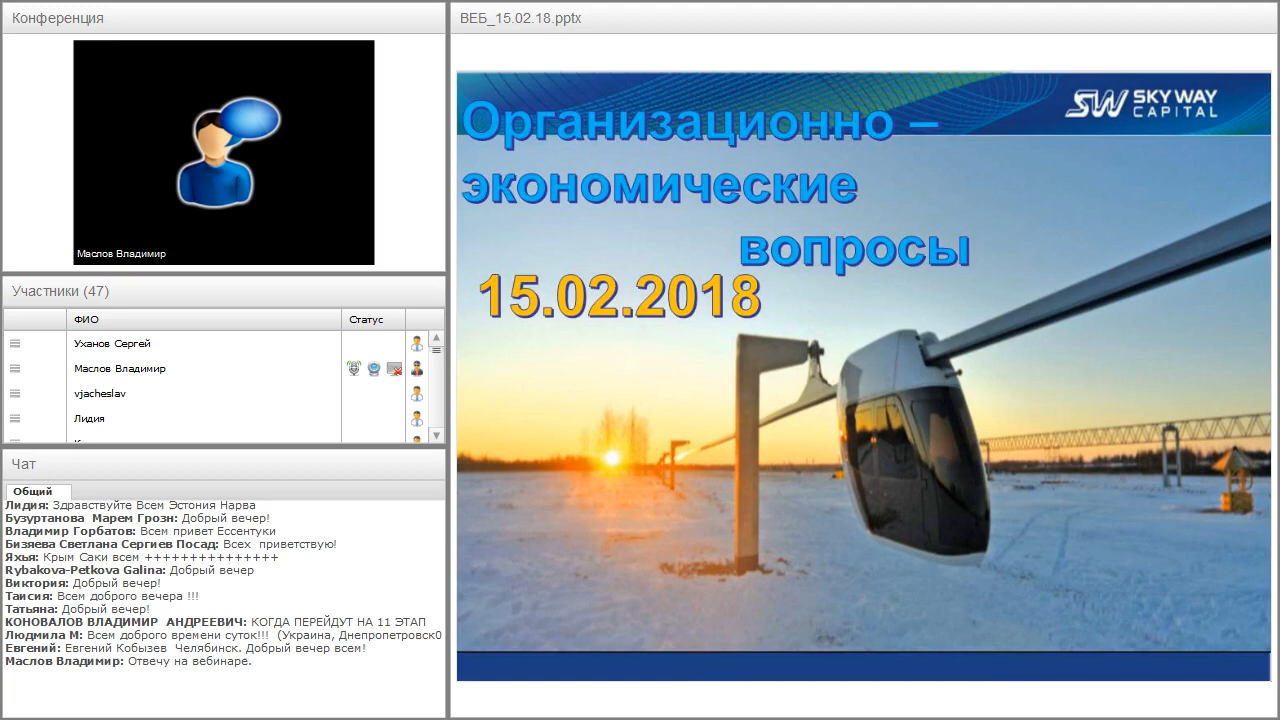 Конференция
Маслов Владимир
Участники (47)
ФИО Статус
Уханов Сергей
Маслов Владимир
vjacheslav
Лидия
Чат
Общий
Лидия: Здравствуйте Всем Эстония Нарва
Бузуртанова Марем Грозн: Добрый вечер!
Владимир Горбатов: Всем привет Ессентуки
Бизяева Светлана Сергиев Посад: Всех приветствую!
Яхья: Крым Саки всем +++++++++++++++
Rybakova-Petkova Galina: Добрый вечер
Виктория: Добрый вечер!
Таисия: Всем доброго вечера !!!
Татьяна: Добрый вечер!
КОНОВАЛОВ ВЛАДИМИР АНДРЕЕВИЧ: КОГДА ПЕРЕЙДУТ НА 11 ЭТАП
Людмила М: Всем доброго времени суток!!! (Украина, Днепропетровск0
Евгений: Евгений Кобызев Челябинск. Добрый вечер всем!
Маслов Владимир: Отвечу на вебинаре.
ВЕБ_15.02.18.pptx
SW SKY WAY
CAPITAL
Организационно –
экономические
вопросы
15.02.2018